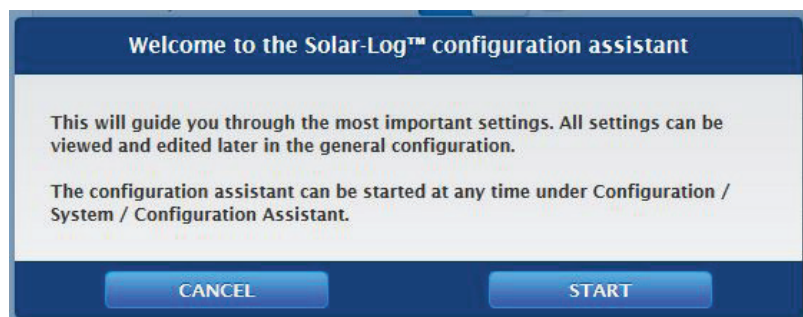 Welcome to the Solar-Log™ configuration assistant
This will guide you through the most important settings. All settings can be
viewed and edited later in the general configuration.
The configuration assistant can be started at any time under Configuration /
System / Configuration Assistant.
CANCEL
START